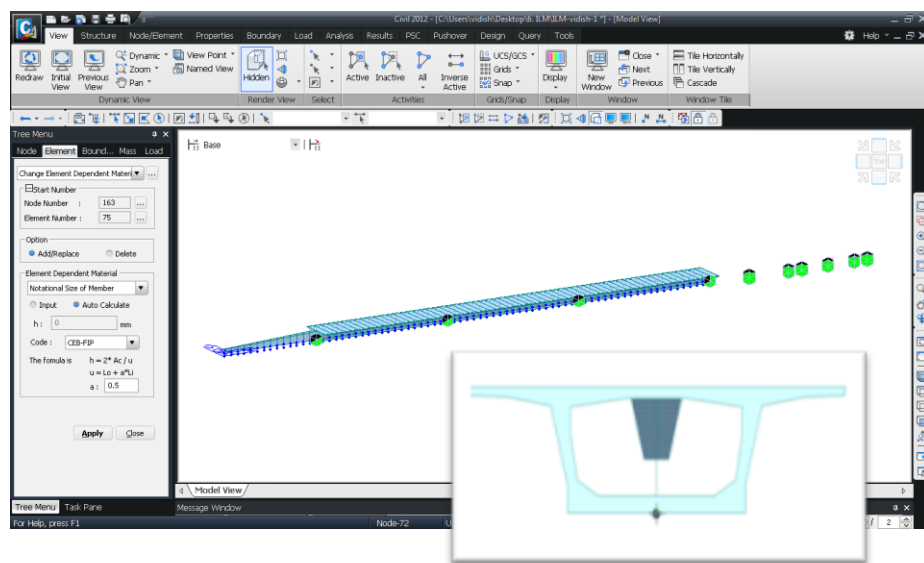 Civil 2012 - [C:\Users\vidish\Desktop\6. ILM\ILM-vidish-1 *] - [Model View]
View Structure Node/Element Properties Boundary Load Analysis Results PSC Pushover Design Query Tools Help
Redraw Initial View Previous View Dynamic Zoom Pan View Point Named View Hidden Active Inactive All Inverse Active UCS/GCS Grids Snap Display New Window Close Next Previous Tile Horizontally Tile Vertically Cascade
Dynamic View Render View Select Activities Grids/Snap Display Window Window Tile
Tree Menu
Node Element Bound... Mass Load
Base
TOP
Change Element Dependent Materi
Start Number
Node Number : 163
Element Number : 75
Option
Add/Replace Delete
Element Dependent Material
Notational Size of Member
Input Auto Calculate
h : 0 mm
Code : CEB-FIP
The fomula is h = 2* Ac / u
u = Lo + a*Li
a : 0.5
Apply Close
Model View
Tree Menu Task Pane Message Window
For Help, press F1 Node-72 U / 2